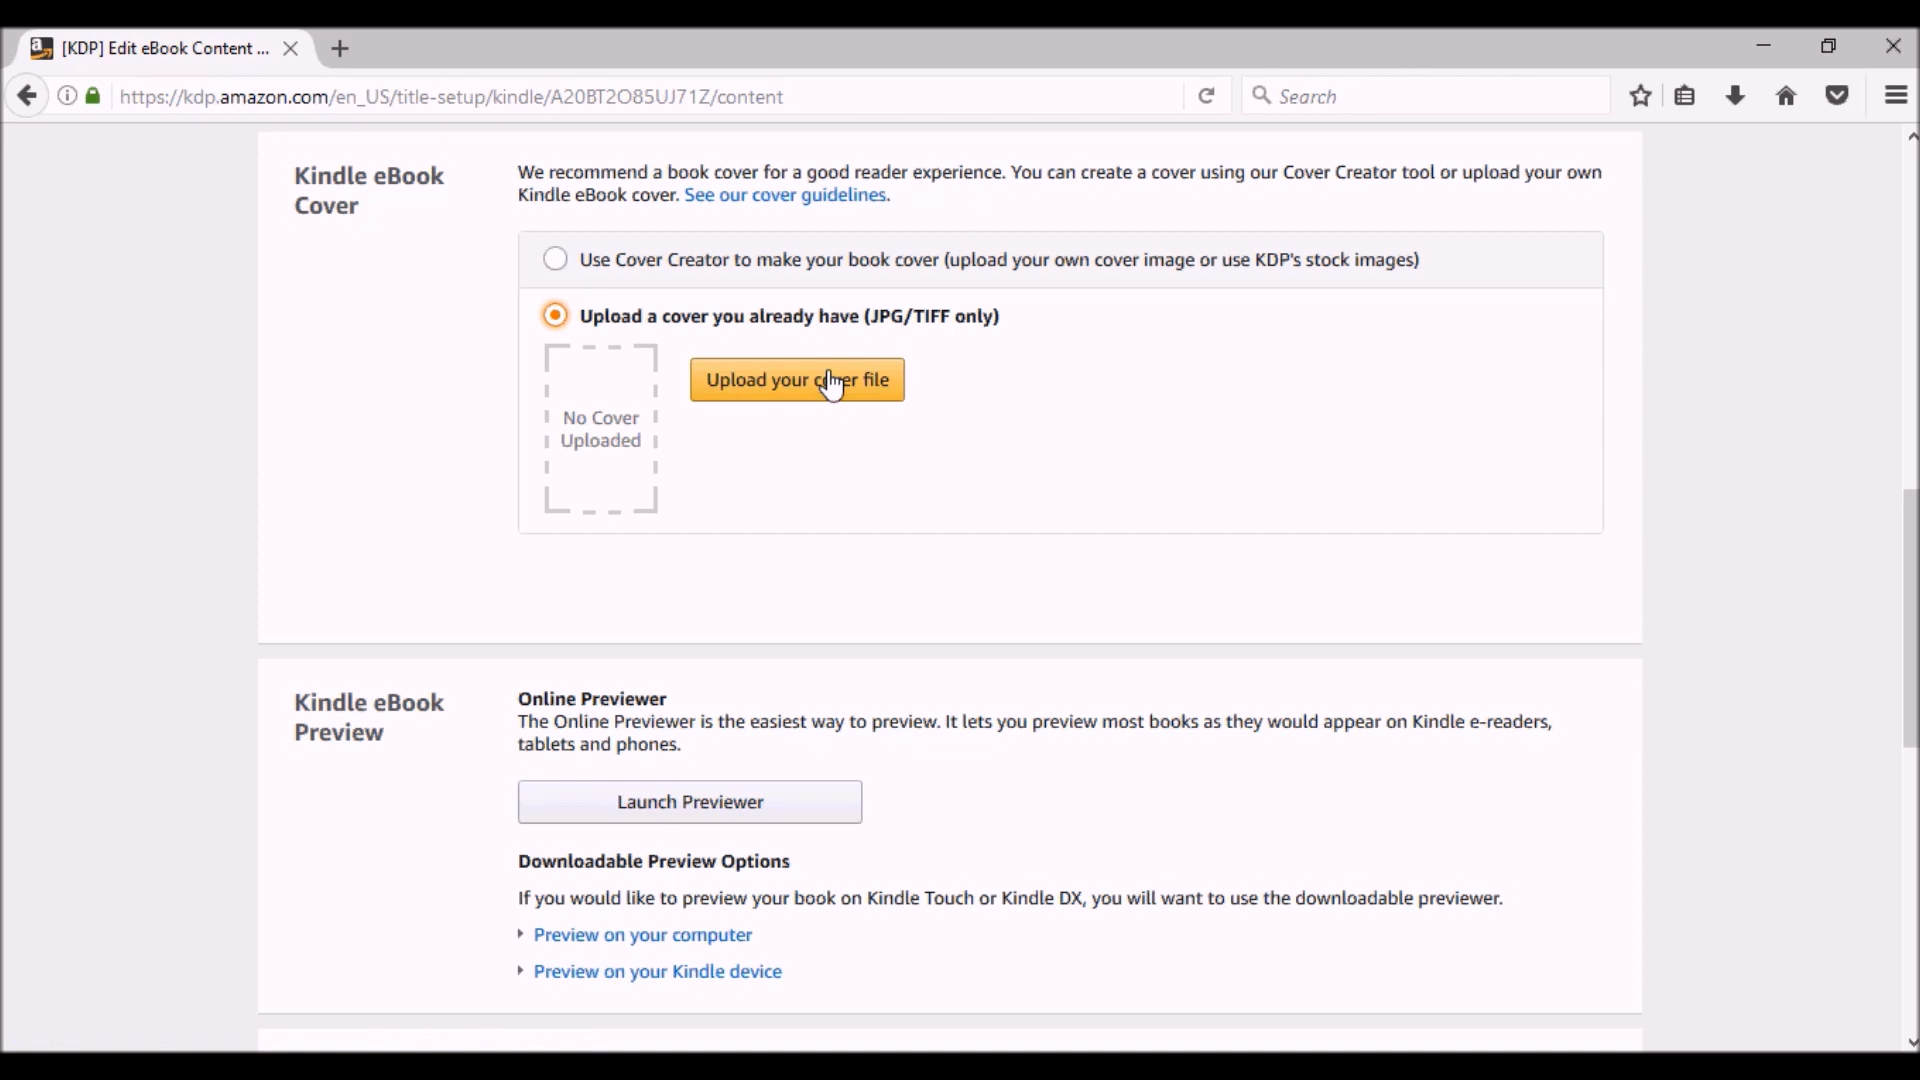 [KDP] Edit eBook Content ...
https://kdp.amazon.com/en_US/title-setup/kindle/A20BT2O85UJ71Z/content
Search
Kindle eBook
Cover
We recommend a book cover for a good reader experience. You can create a cover using our Cover Creator tool or upload your own
Kindle eBook cover. See our cover guidelines.
Use Cover Creator to make your book cover (upload your own cover image or use KDP's stock images)
Upload a cover you already have (JPG/TIFF only)
Upload your cover file
No Cover
Uploaded
Kindle eBook
Preview
Online Previewer
The Online Previewer is the easiest way to preview. It lets you preview most books as they would appear on Kindle e-readers,
tablets and phones.
Launch Previewer
Downloadable Preview Options
If you would like to preview your book on Kindle Touch or Kindle DX, you will want to use the downloadable previewer.
Preview on your computer
Preview on your Kindle device